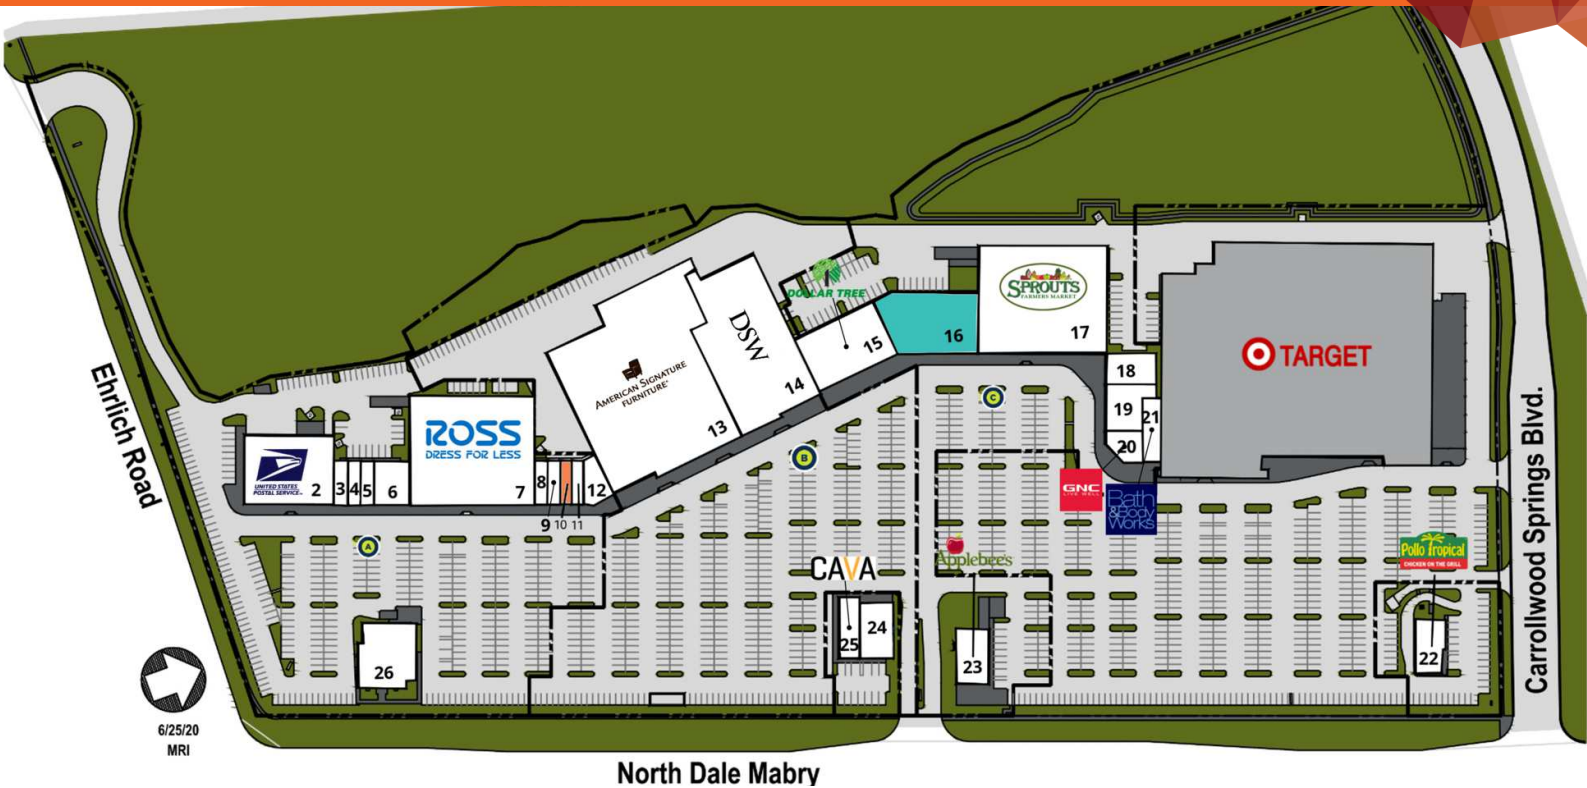 DOLLAR TREE
SPROUTS
FARMERS MARKET
DSW
15
16
17
14
AMERICAN SIGNATURE
FURNITURE
13
TARGET
18
19
21
20
Ehrlich Road
ROSS
DRESS FOR LESS
UNITED STATES
POSTAL SERVICE
2
3
4
5
6
7
8
9
10
11
12
A
B
C
GNC
LIVE WELL
Bath
&Body
Works
Pollo Tropical
CHICKEN ON THE GRILL
Carrollwood Springs Blvd.
CAVA
Applebee's
25
24
23
22
26
6/25/20
MRI
North Dale Mabry